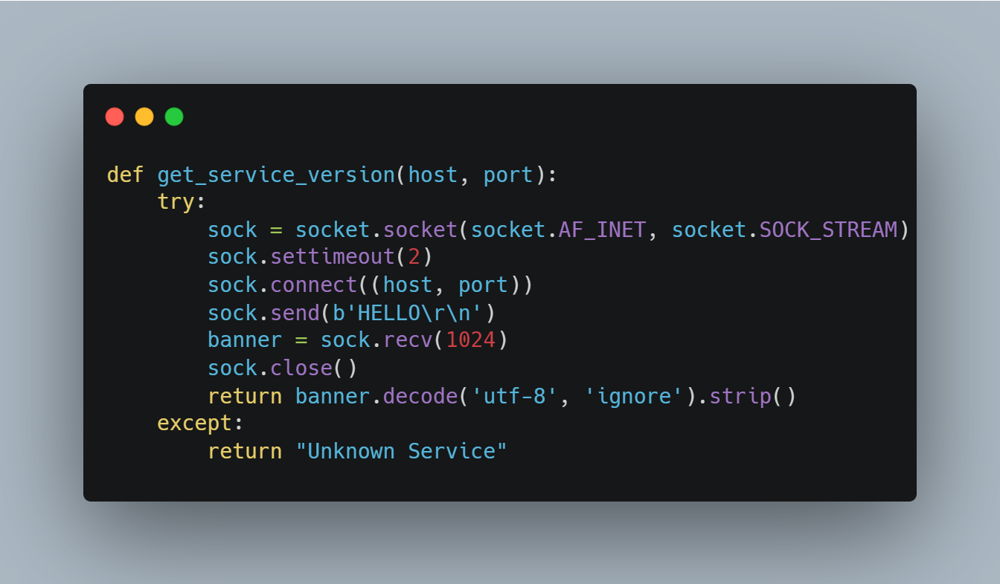 def get_service_version(host, port):
    try:
        sock = socket.socket(socket.AF_INET, socket.SOCK_STREAM)
        sock.settimeout(2)
        sock.connect((host, port))
        sock.send(b'HELLO\r\n')
        banner = sock.recv(1024)
        sock.close()
        return banner.decode('utf-8', 'ignore').strip()
    except:
        return "Unknown Service"